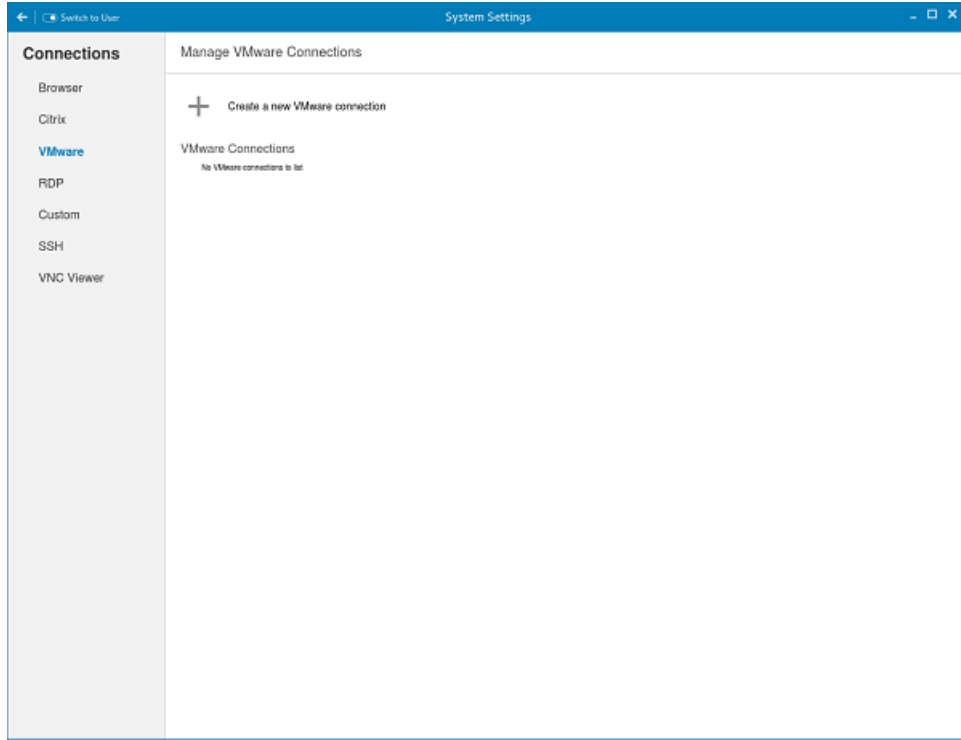 Switch to User
System Settings
Connections
Browser
Citrix
VMware
RDP
Custom
SSH
VNC Viewer
Manage VMware Connections
Create a new VMware connection
VMware Connections
No VMware connections to list